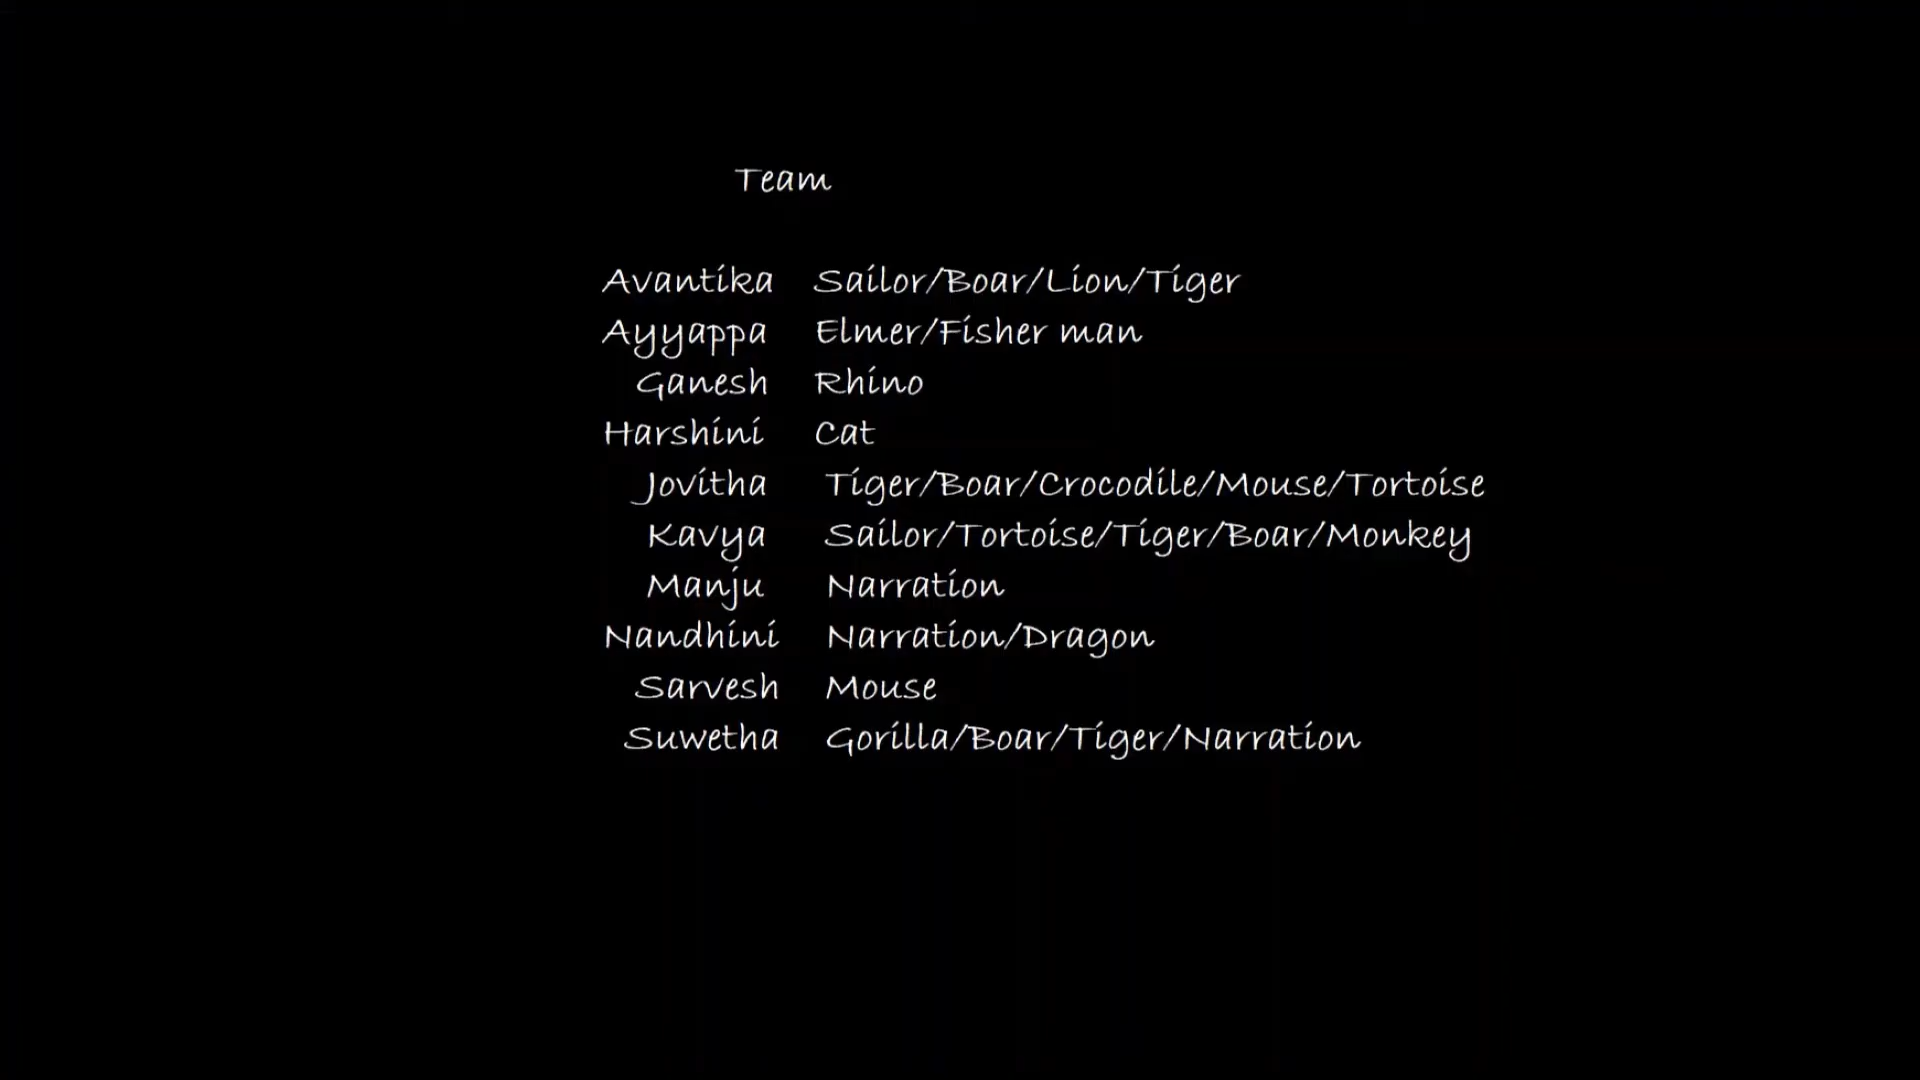 Team
Avantika Sailor/Boar/Lion/Tiger
Ayyappa Elmer/Fisher man
Ganesh Rhino
Harshini Cat
Jovitha Tiger/Boar/Crocodile/Mouse/Tortoise
Kavya Sailor/Tortoise/Tiger/Boar/Monkey
Manju Narration
Nandhini Narration/Dragon
Sarvesh Mouse
Suwetha Gorilla/Boar/Tiger/Narration